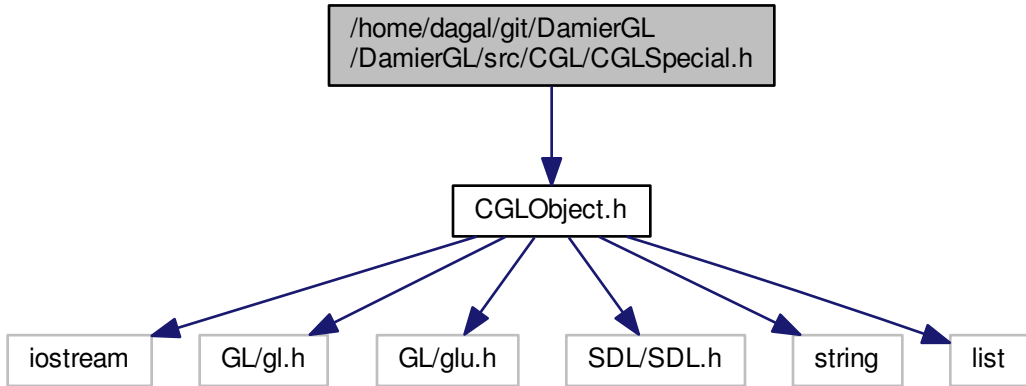 /home/dagal/git/DamierGL
/DamierGL/src/CGL/CGLSpecial.h
CGLObject.h
iostream
GL/gl.h
GL/glu.h
SDL/SDL.h
string
list